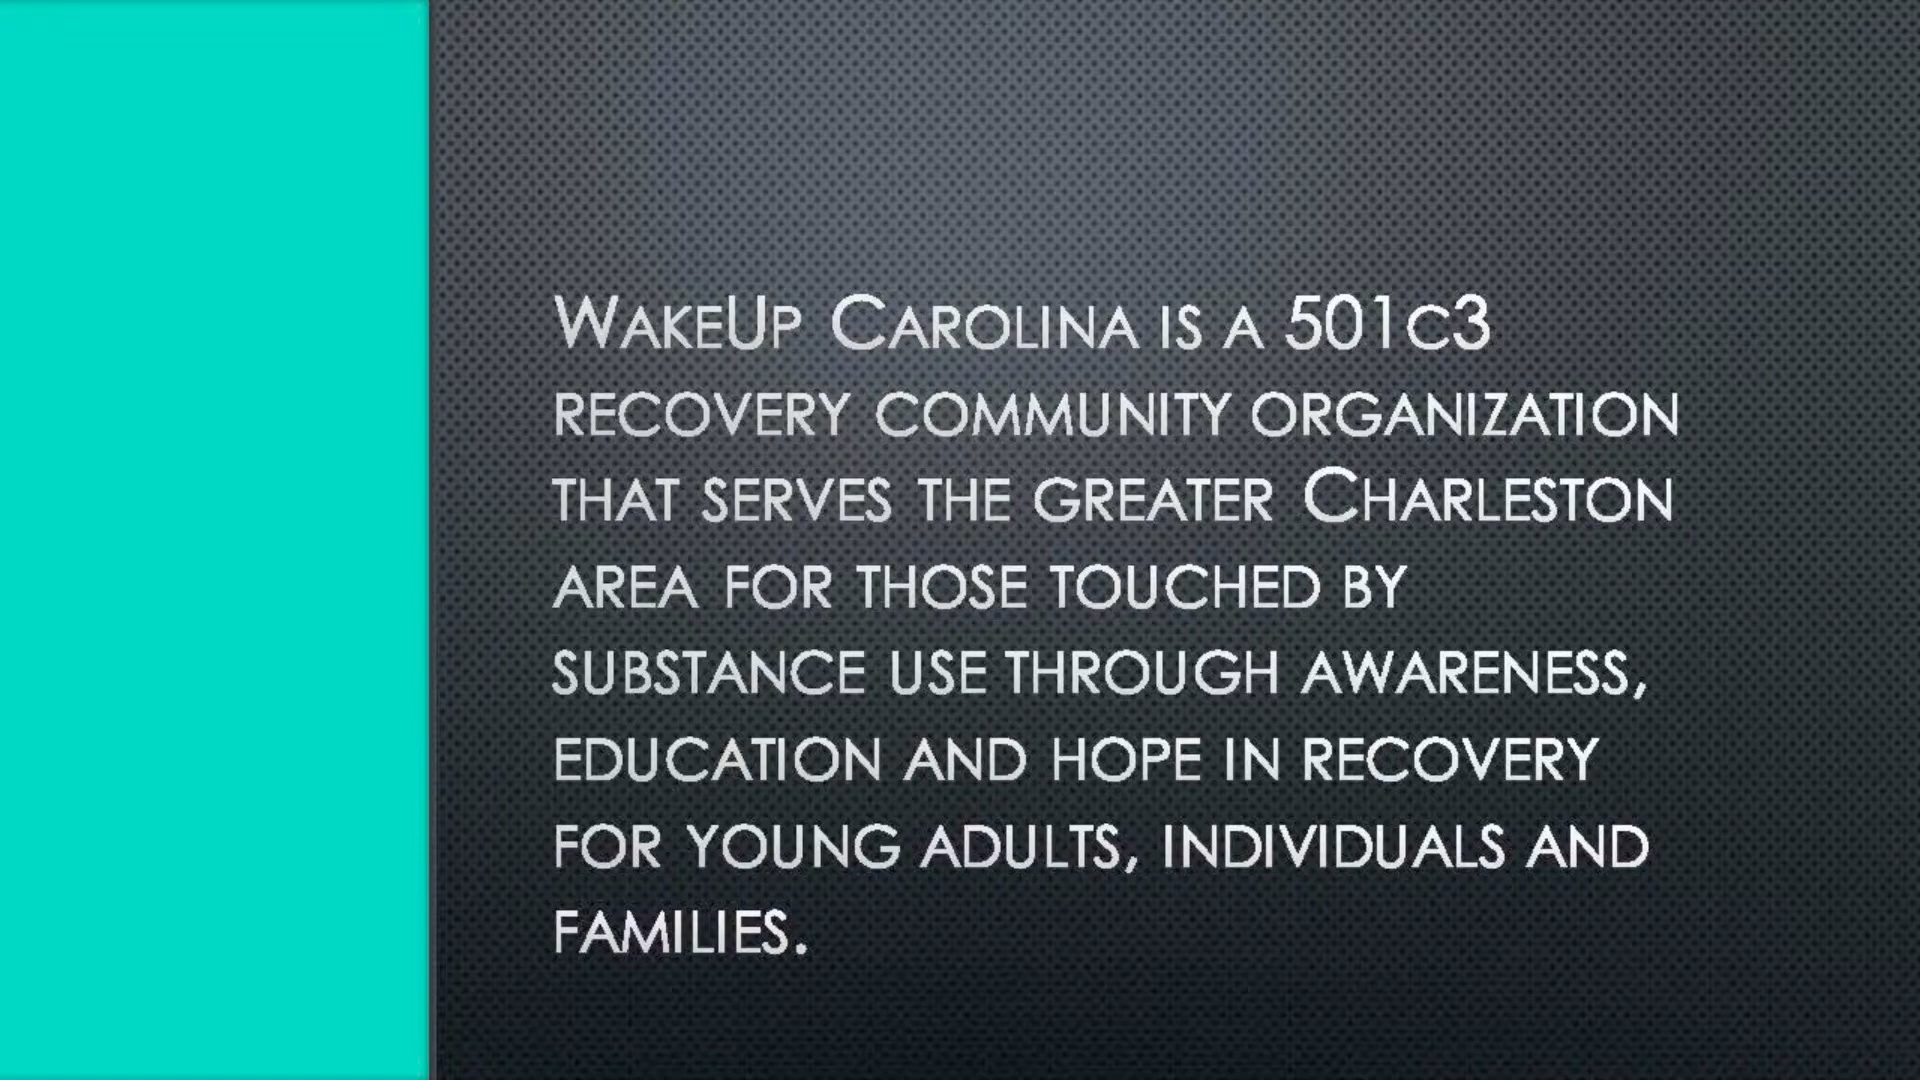 WakeUp Carolina is a 501c3
recovery community organization
that serves the greater Charleston
area for those touched by
substance use through awareness,
education and hope in recovery
for young adults, individuals and
families.